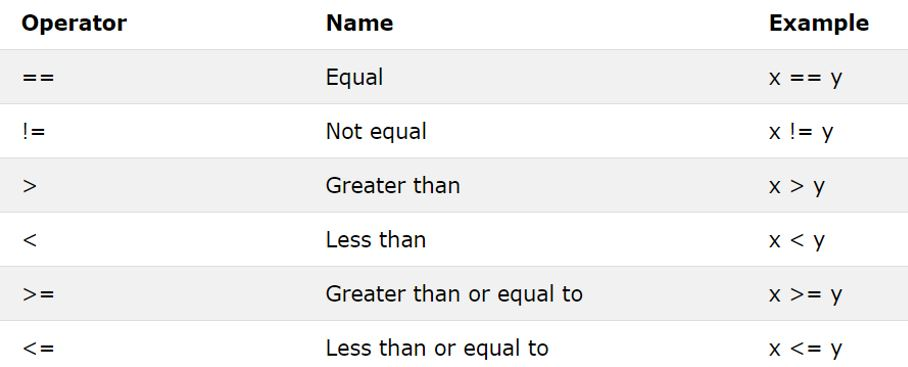 Operator Name Example
== Equal x == y
!= Not equal x != y
> Greater than x > y
< Less than x < y
>= Greater than or equal to x >= y
<= Less than or equal to x <= y